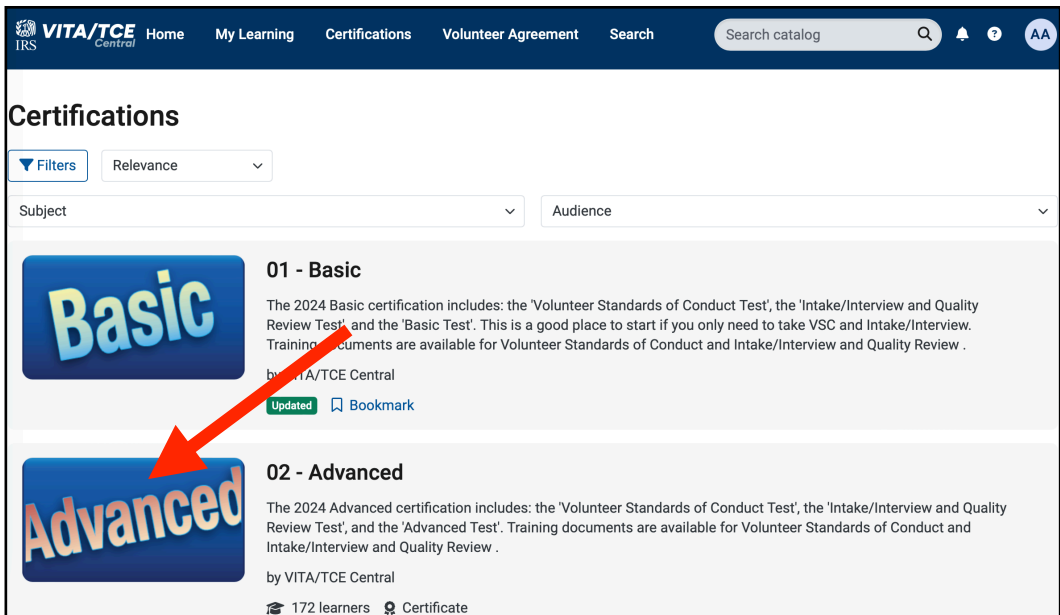 IRS VITA/TCE Central Home My Learning Certifications Volunteer Agreement Search Search catalog ? AA
Certifications
Filters Relevance
Subject Audience
Basic
01 - Basic
The 2024 Basic certification includes: the 'Volunteer Standards of Conduct Test', the 'Intake/Interview and Quality
Review Test', and the 'Basic Test'. This is a good place to start if you only need to take VSC and Intake/Interview.
Training documents are available for Volunteer Standards of Conduct and Intake/Interview and Quality Review .
by VITA/TCE Central
Updated Bookmark
Advanced
02 - Advanced
The 2024 Advanced certification includes: the 'Volunteer Standards of Conduct Test', the 'Intake/Interview and Quality
Review Test', and the 'Advanced Test'. Training documents are available for Volunteer Standards of Conduct and
Intake/Interview and Quality Review .
by VITA/TCE Central
172 learners Certificate